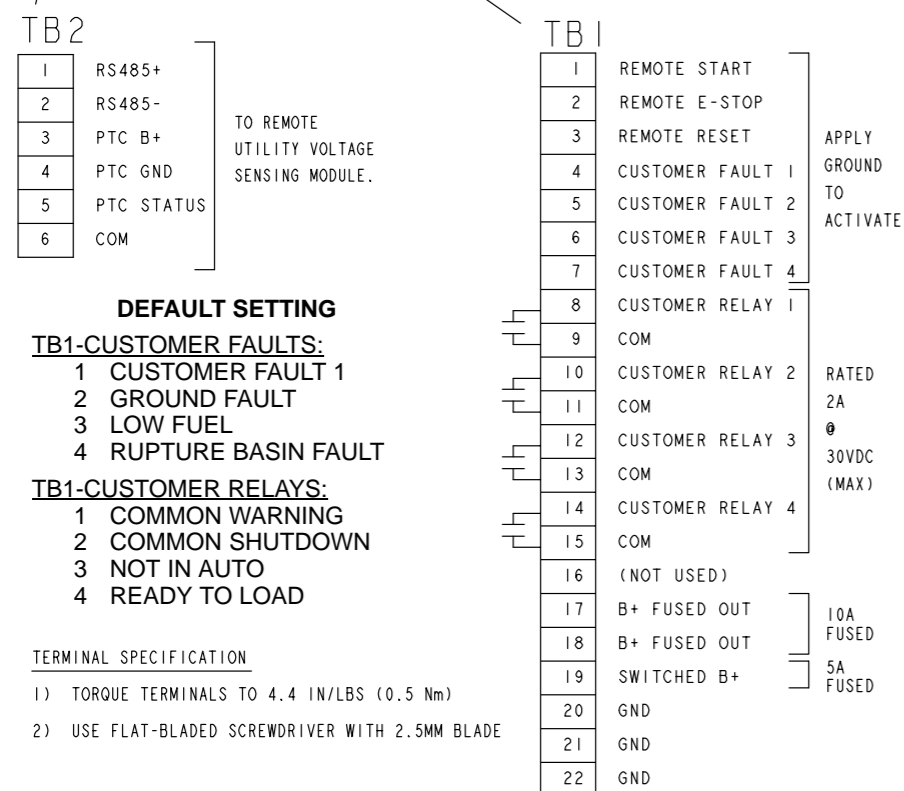 TB2
1 RS485+
2 RS485-
3 PTC B+
4 PTC GND
5 PTC STATUS
6 COM
TO REMOTE
UTILITY VOLTAGE
SENSING MODULE.
DEFAULT SETTING
TB1-CUSTOMER FAULTS:
1 CUSTOMER FAULT 1
2 GROUND FAULT
3 LOW FUEL
4 RUPTURE BASIN FAULT
TB1-CUSTOMER RELAYS:
1 COMMON WARNING
2 COMMON SHUTDOWN
3 NOT IN AUTO
4 READY TO LOAD
TERMINAL SPECIFICATION
1) TORQUE TERMINALS TO 4.4 IN/LBS (0.5 Nm)
2) USE FLAT-BLADED SCREWDRIVER WITH 2.5MM BLADE
TB1
1 REMOTE START
2 REMOTE E-STOP
3 REMOTE RESET
4 CUSTOMER FAULT 1
5 CUSTOMER FAULT 2
6 CUSTOMER FAULT 3
7 CUSTOMER FAULT 4
APPLY
GROUND
TO
ACTIVATE
8 CUSTOMER RELAY 1
9 COM
10 CUSTOMER RELAY 2
11 COM
12 CUSTOMER RELAY 3
13 COM
14 CUSTOMER RELAY 4
15 COM
RATED
2A
@
30VDC
(MAX)
16 (NOT USED)
17 B+ FUSED OUT
18 B+ FUSED OUT
10A
FUSED
19 SWITCHED B+
5A
FUSED
20 GND
21 GND
22 GND